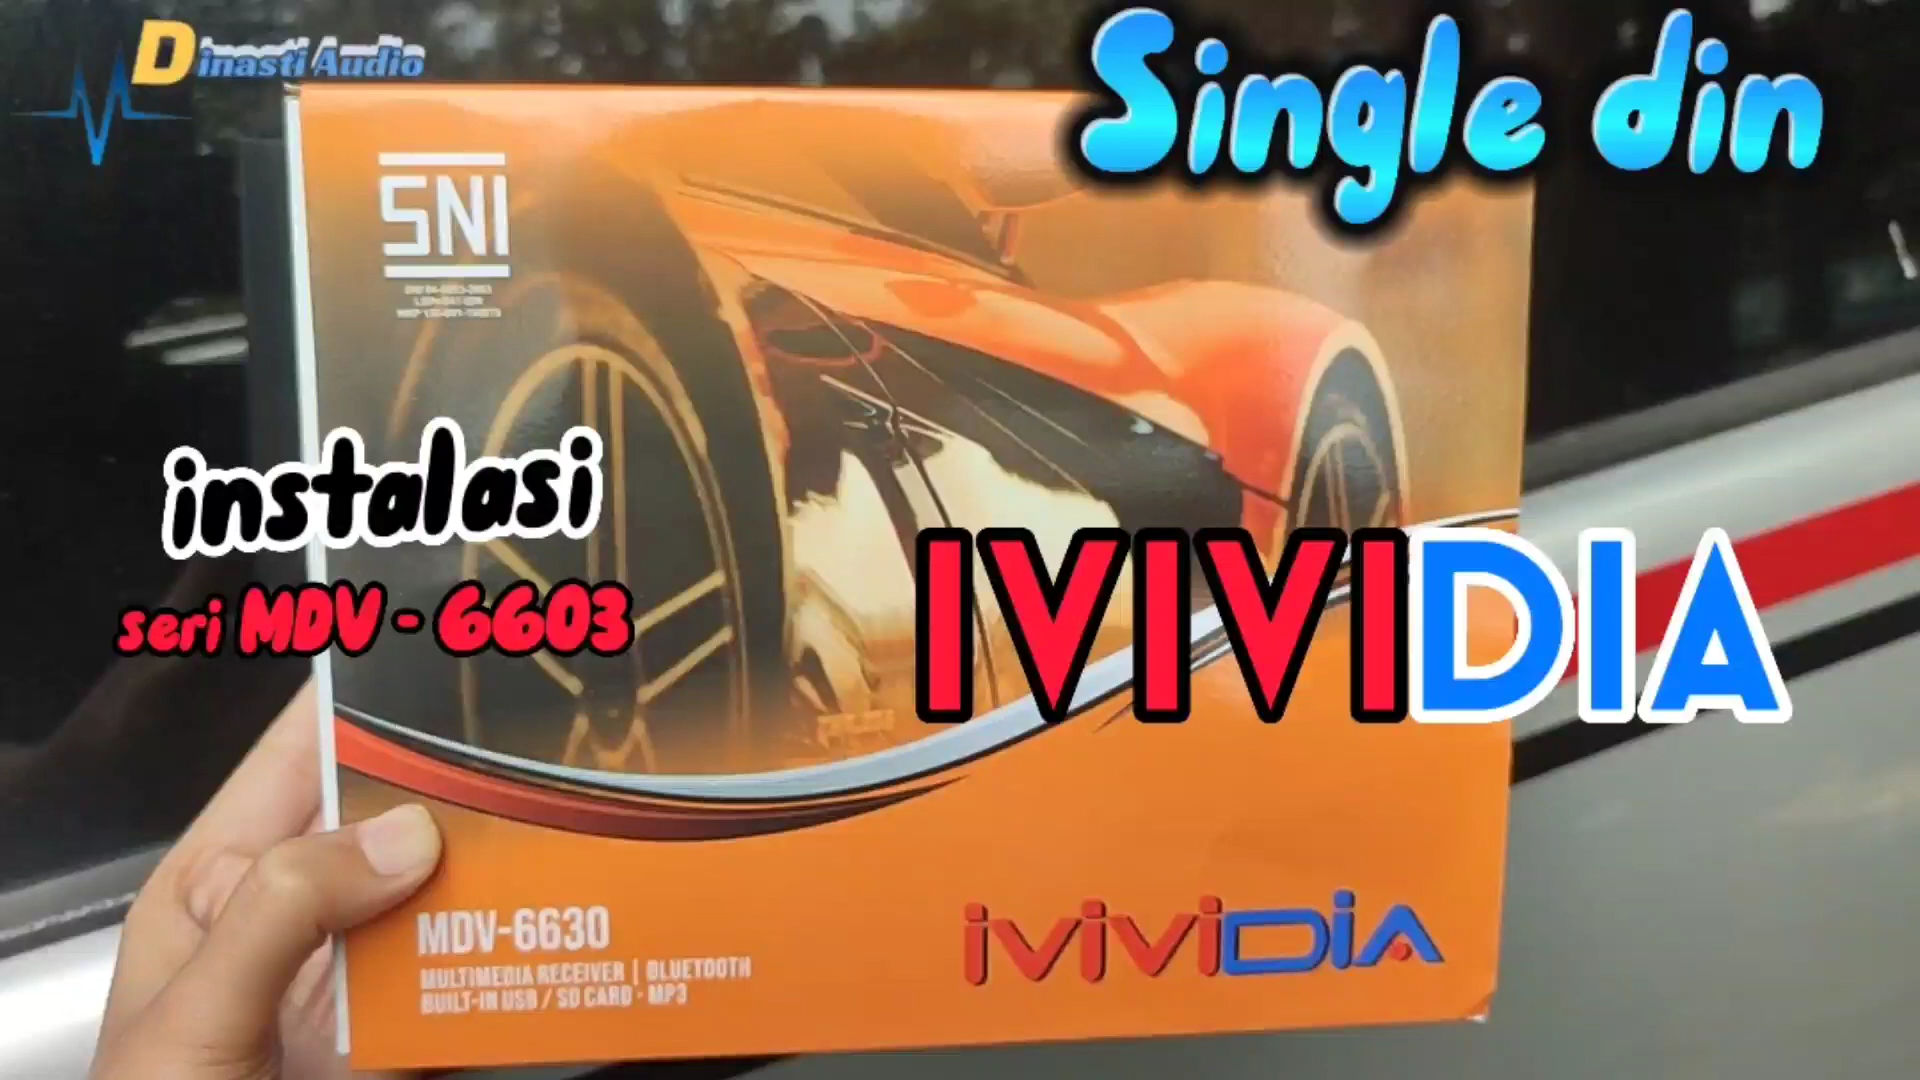 Dinasti Audio
Single din
SNI
instalasi
seri MDV - 6603
IVIVIDIA
MDV-6630
MULTIMEDIA RECEIVER | BLUETOOTH
BUILT-IN USB / SD CARD - MP3
iViViDiA